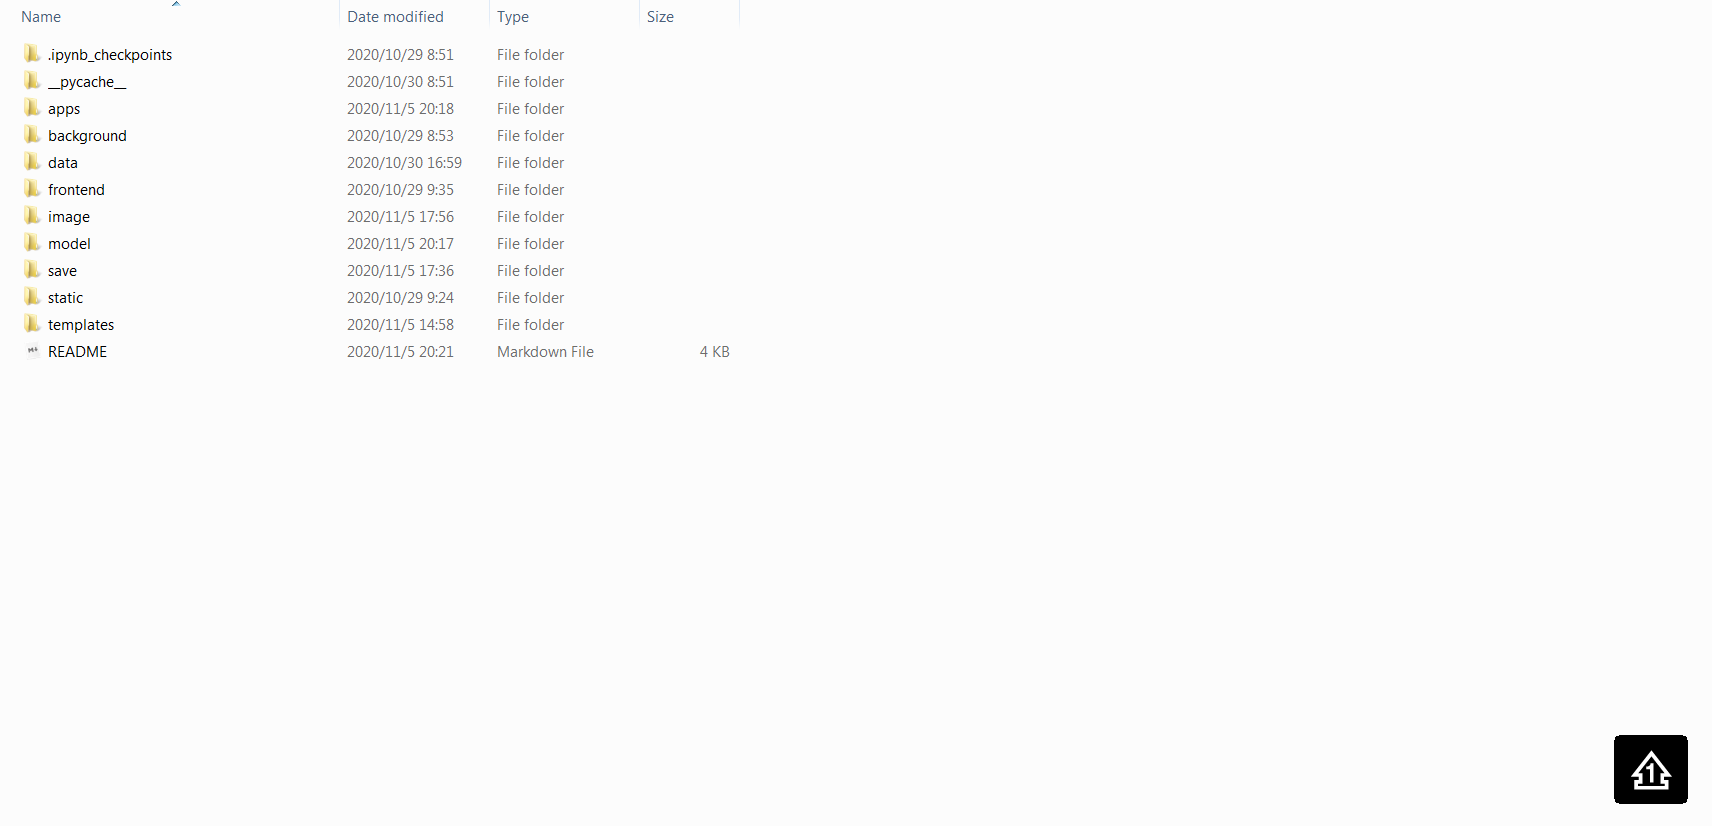 Name Date modified Type Size
.ipynb_checkpoints 2020/10/29 8:51 File folder
__pycache__ 2020/10/30 8:51 File folder
apps 2020/11/5 20:18 File folder
background 2020/10/29 8:53 File folder
data 2020/10/30 16:59 File folder
frontend 2020/10/29 9:35 File folder
image 2020/11/5 17:56 File folder
model 2020/11/5 20:17 File folder
save 2020/11/5 17:36 File folder
static 2020/10/29 9:24 File folder
templates 2020/11/5 14:58 File folder
README 2020/11/5 20:21 Markdown File 4 KB
1